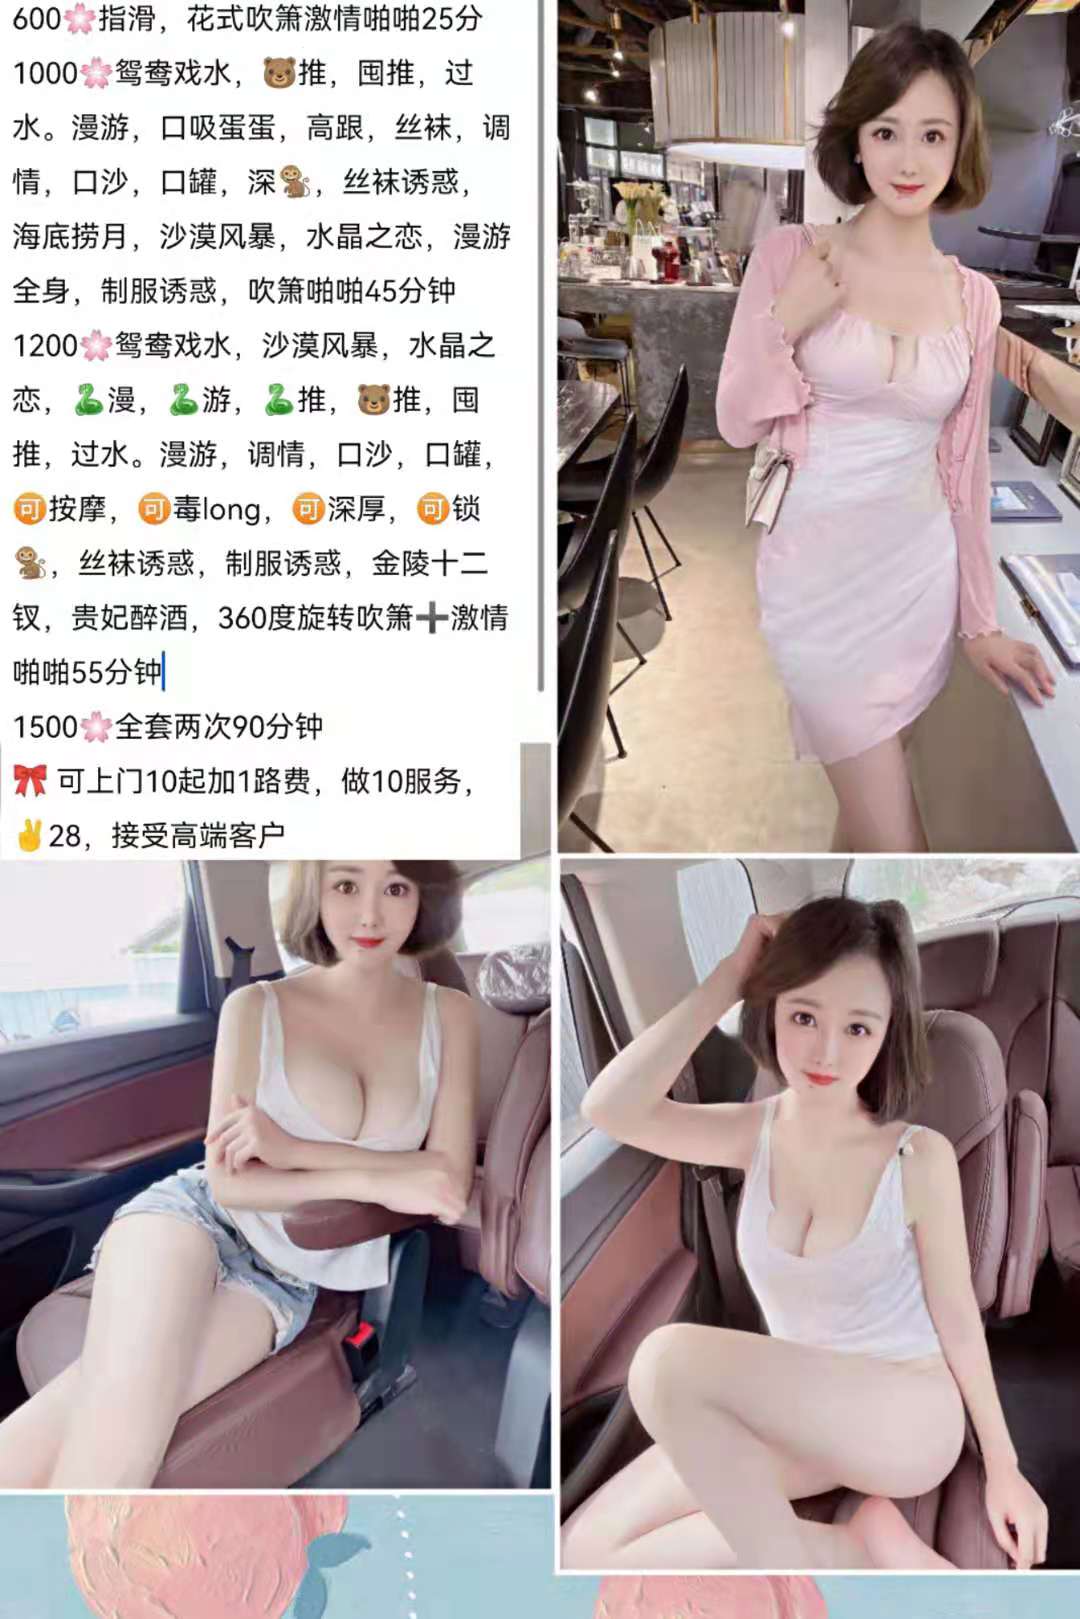 600🌸指滑，花式吹箫激情啪啪25分
1000🌸鸳鸯戏水，🐻推，囤推，过
水。漫游，口吸蛋蛋，高跟，丝袜，调
情，口沙，口罐，深🐒，丝袜诱惑，
海底捞月，沙漠风暴，水晶之恋，漫游
全身，制服诱惑，吹箫啪啪45分钟
1200🌸鸳鸯戏水，沙漠风暴，水晶之
恋，🐍漫，🐍游，🐍推，🐻推，囤
推，过水。漫游，调情，口沙，口罐，
🉑按摩，🉑毒long，🉑深厚，🉑锁
🐒，丝袜诱惑，制服诱惑，金陵十二
钗，贵妃醉酒，360度旋转吹箫➕激情
啪啪55分钟
1500🌸全套两次90分钟
🎀 可上门10起加1路费，做10服务，
✌28，接受高端客户